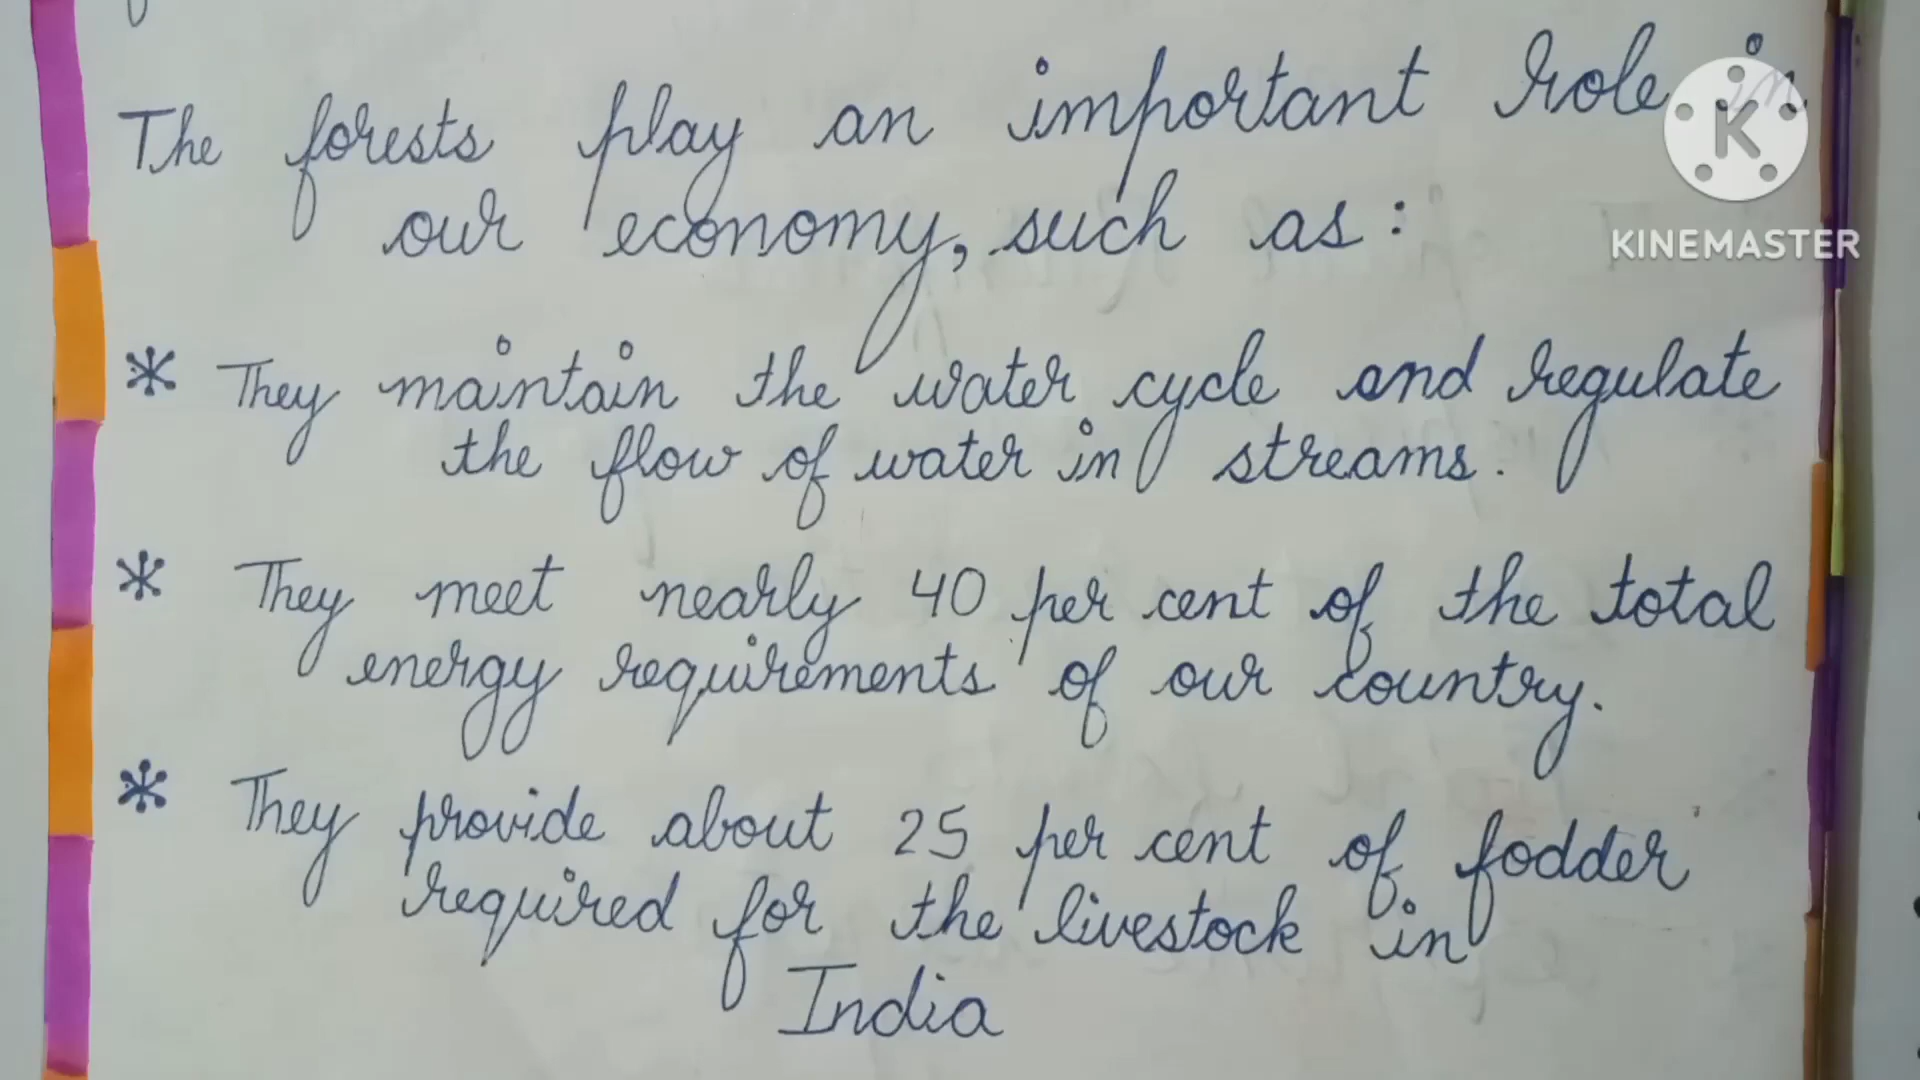 The forests play an important role in
our economy, such as:
* They maintain the water cycle and regulate
the flow of water in streams.
* They meet nearly 40 per cent of the total
energy requirements of our country.
* They provide about 25 per cent of fodder
required for the livestock in
India
K
KINEMASTER